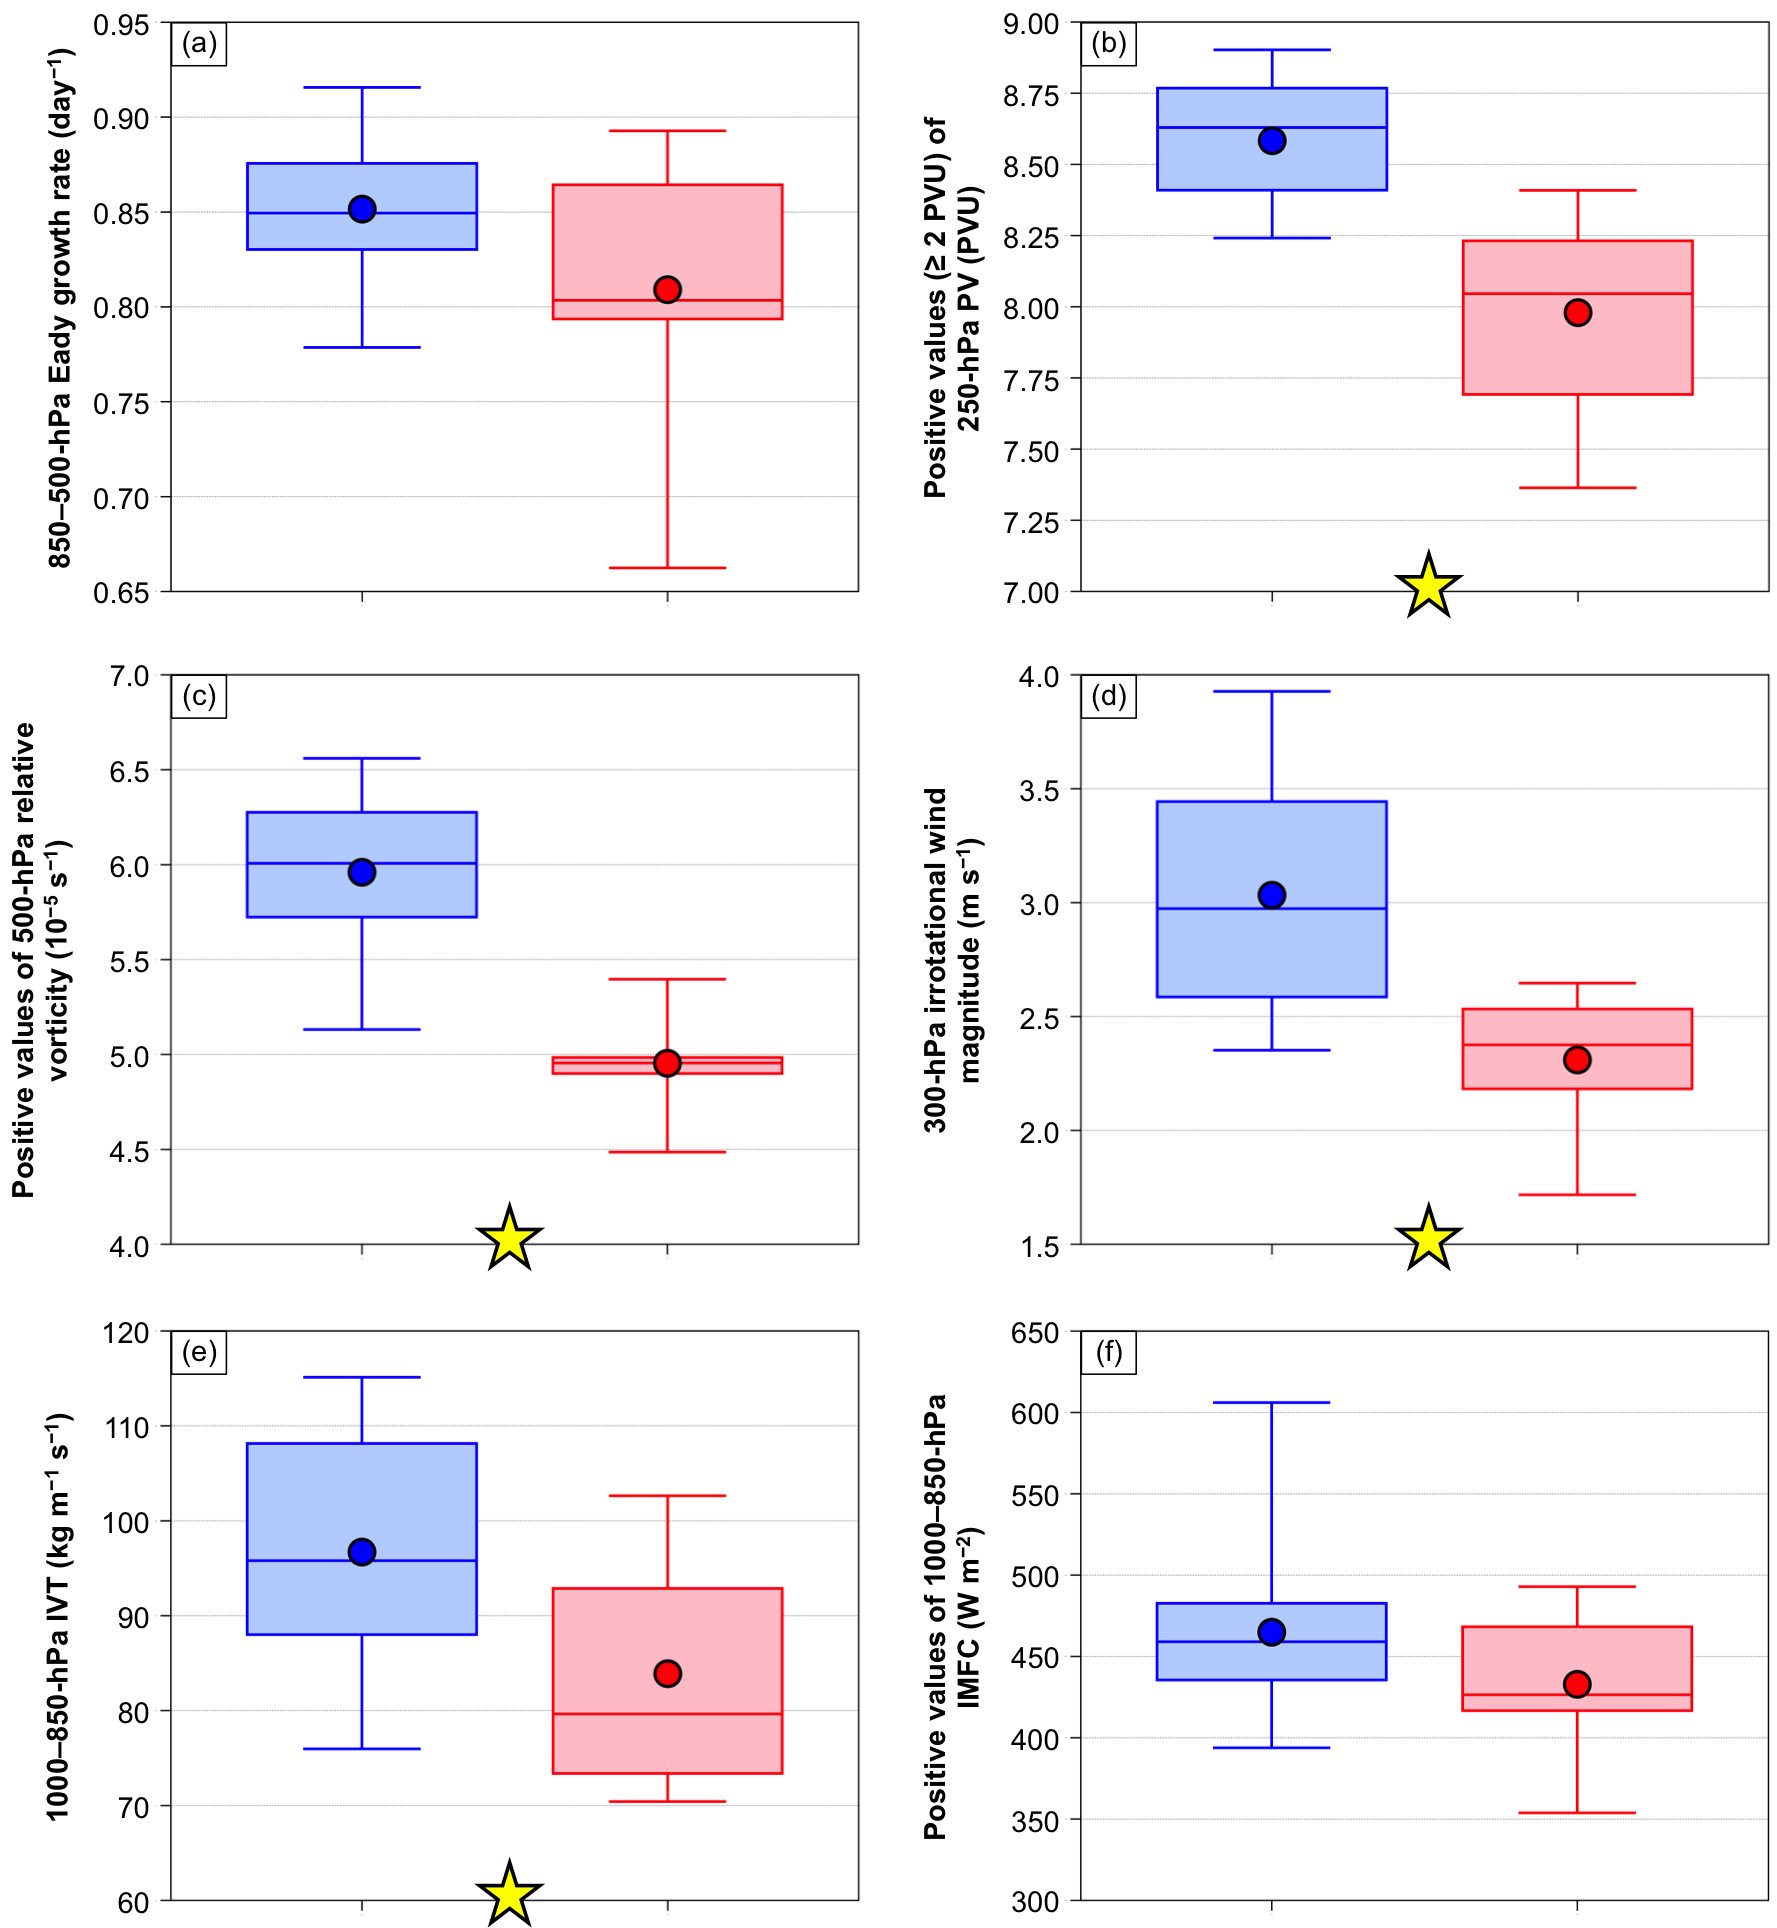 (a)
850–500-hPa Eady growth rate (day⁻¹)
0.95
0.90
0.85
0.80
0.75
0.70
0.65
(b)
Positive values (≥ 2 PVU) of
250-hPa PV (PVU)
9.00
8.75
8.50
8.25
8.00
7.75
7.50
7.25
7.00
(c)
Positive values of 500-hPa relative
vorticity (10⁻⁵ s⁻¹)
7.0
6.5
6.0
5.5
5.0
4.5
4.0
(d)
300-hPa irrotational wind
magnitude (m s⁻¹)
4.0
3.5
3.0
2.5
2.0
1.5
(e)
1000–850-hPa IVT (kg m⁻¹ s⁻¹)
120
110
100
90
80
70
60
(f)
Positive values of 1000–850-hPa
IMFC (W m⁻²)
650
600
550
500
450
400
350
300